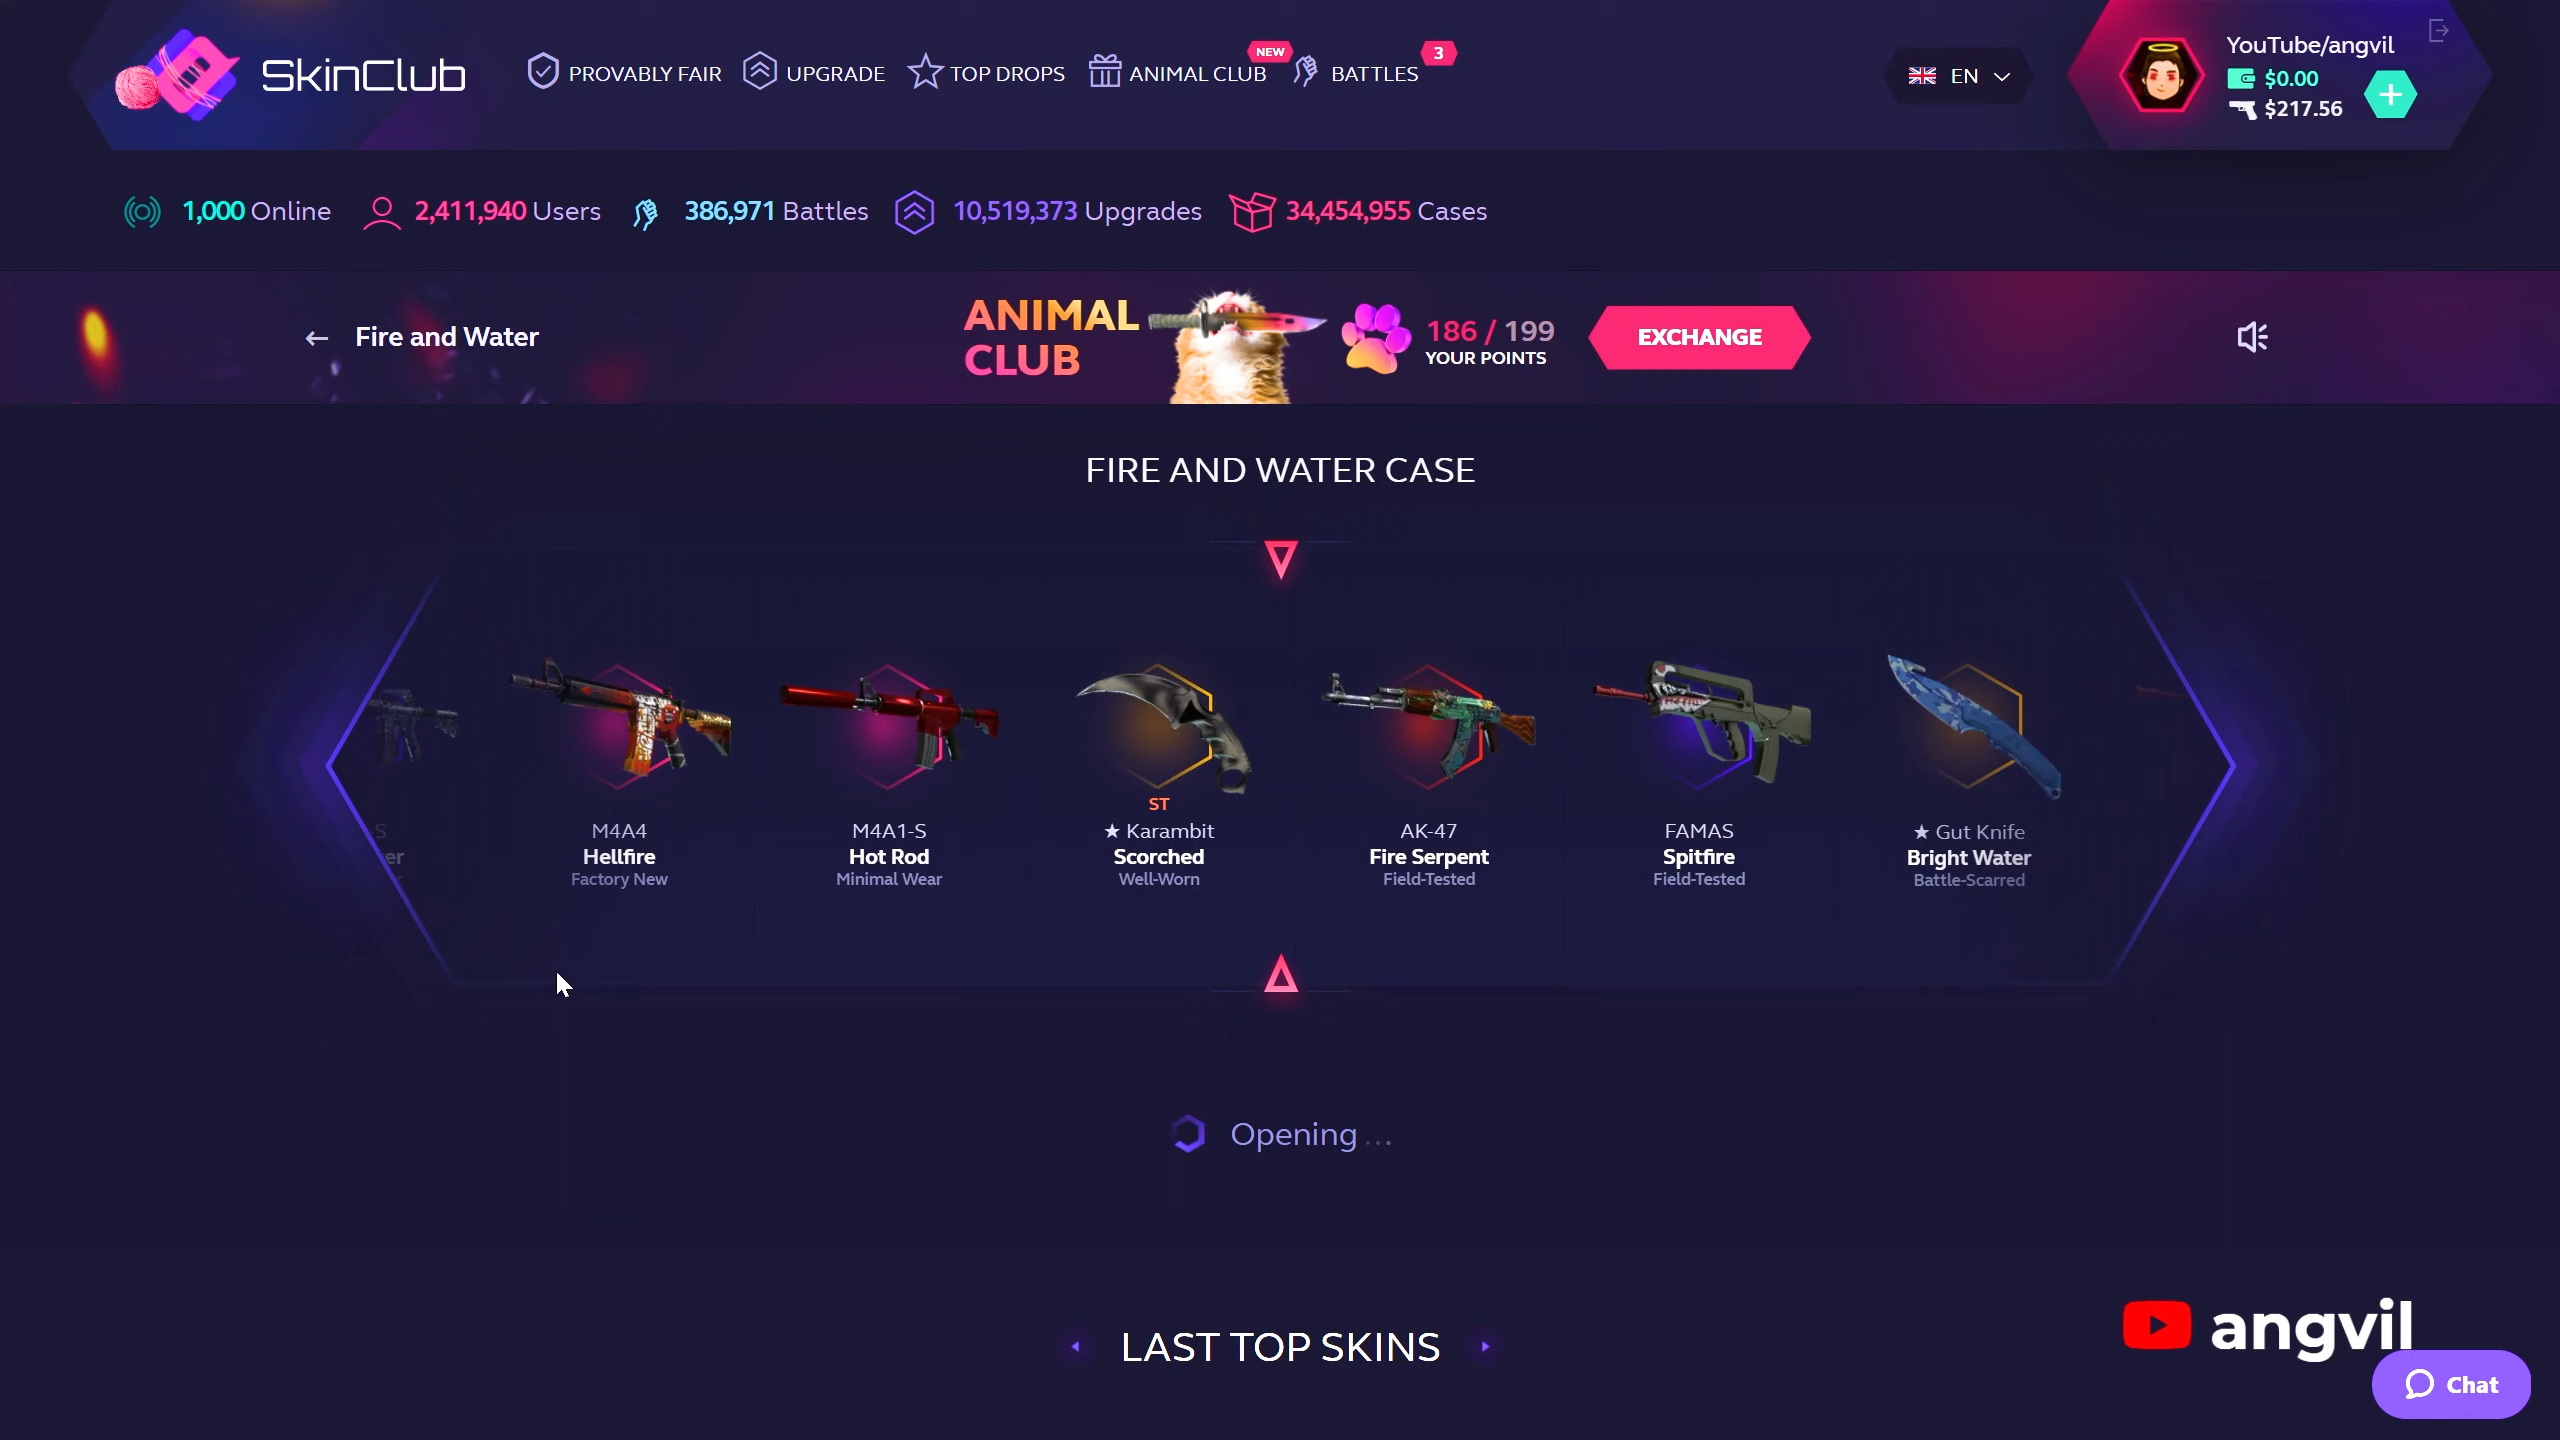 SkinClub
PROVABLY FAIR
UPGRADE
TOP DROPS
ANIMAL CLUB
NEW
BATTLES
3
EN
YouTube/angvil
$0.00
$217.56
1,000 Online
2,411,940 Users
386,971 Battles
10,519,373 Upgrades
34,454,955 Cases
← Fire and Water
ANIMAL
CLUB
186 / 199
YOUR POINTS
EXCHANGE
FIRE AND WATER CASE
M4A4
Hellfire
Factory New
M4A1-S
Hot Rod
Minimal Wear
ST
★ Karambit
Scorched
Well-Worn
AK-47
Fire Serpent
Field-Tested
FAMAS
Spitfire
Field-Tested
★ Gut Knife
Bright Water
Battle-Scarred
Opening ...
LAST TOP SKINS
angvil
Chat